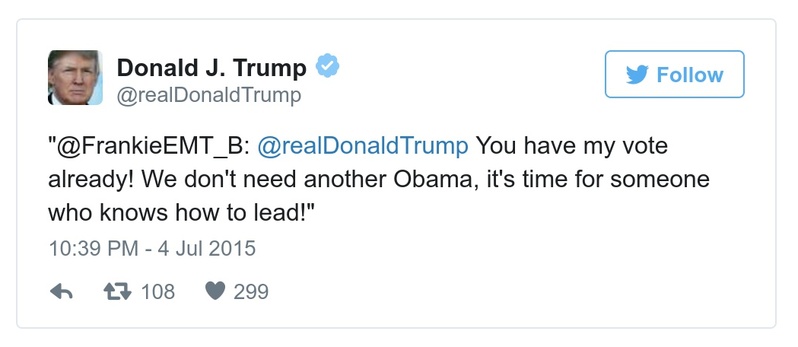 Donald J. Trump
@realDonaldTrump
Follow
"@FrankieEMT_B: @realDonaldTrump You have my vote
already! We don't need another Obama, it's time for someone
who knows how to lead!"
10:39 PM - 4 Jul 2015
108 299